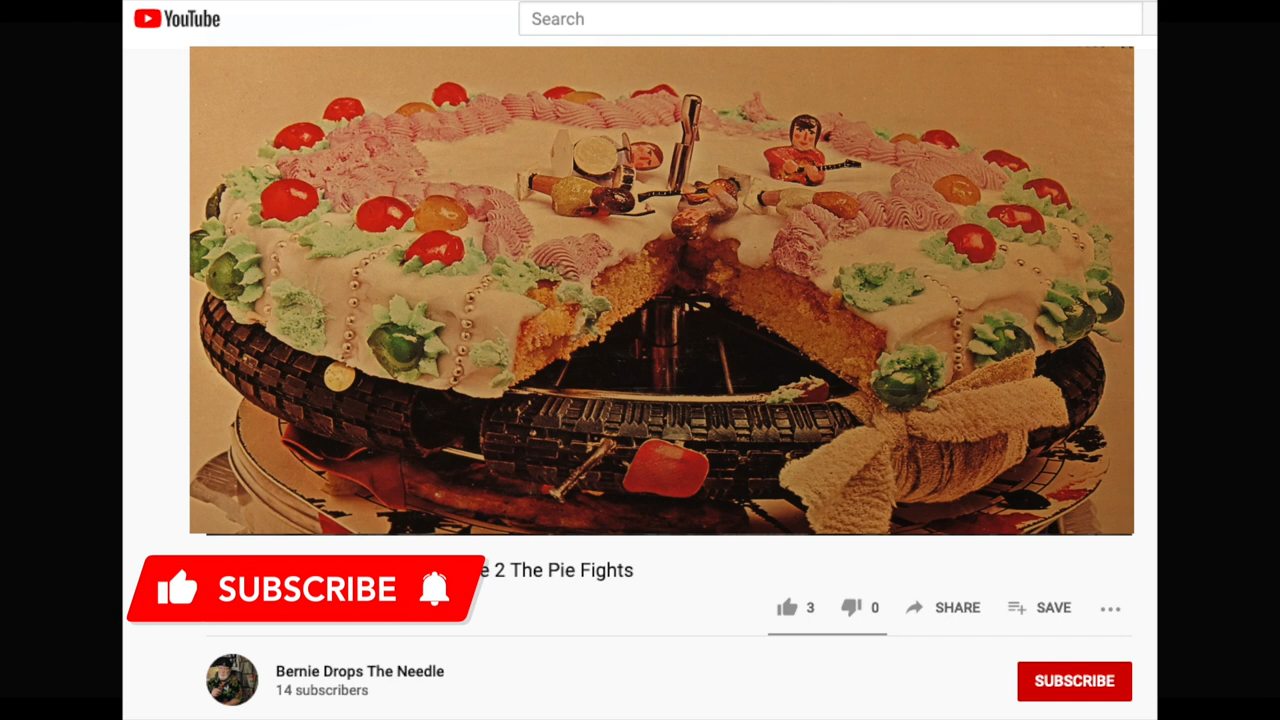 YouTube
Search
e 2 The Pie Fights
SUBSCRIBE
3
0
SHARE
SAVE
Bernie Drops The Needle
14 subscribers
SUBSCRIBE